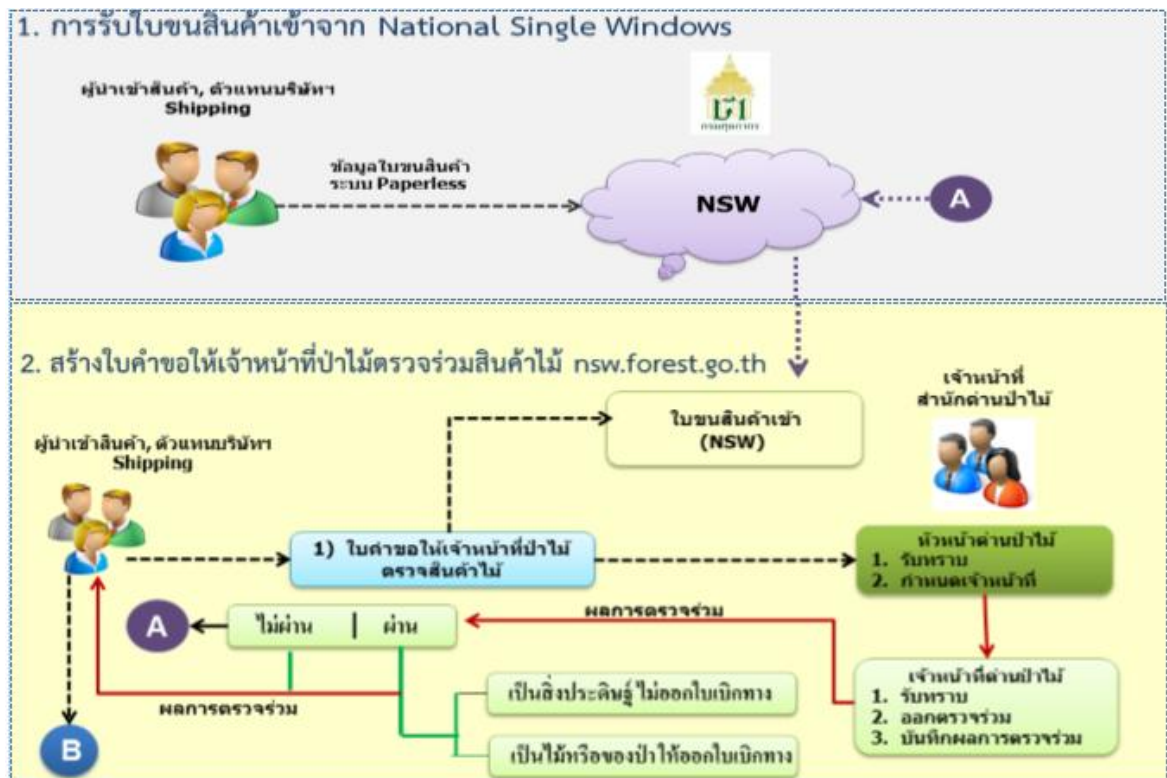 1. การรับใบขนสินค้าเข้าจาก National Single Windows
ผู้นำเข้าสินค้า, ตัวแทนบริษัทฯ
Shipping
กรมศุลกากร
ข้อมูลใบขนสินค้า
ระบบ Paperless
NSW
A
2. สร้างใบคำขอให้เจ้าหน้าที่ป่าไม้ตรวจร่วมสินค้าไม้ nsw.forest.go.th
เจ้าหน้าที่
สำนักด่านป่าไม้
ใบขนสินค้าเข้า
(NSW)
ผู้นำเข้าสินค้า, ตัวแทนบริษัทฯ
Shipping
1) ใบคำขอให้เจ้าหน้าที่ป่าไม้
ตรวจสินค้าไม้
หัวหน้าด่านป่าไม้
1. รับทราบ
2. กำหนดเจ้าหน้าที่
A
ไม่ผ่าน | ผ่าน
ผลการตรวจร่วม
ผลการตรวจร่วม
เป็นสิ่งประดิษฐ์ ไม่ออกใบเบิกทาง
เป็นไม้หรือของป่า ให้ออกใบเบิกทาง
เจ้าหน้าที่ด่านป่าไม้
1. รับทราบ
2. ออกตรวจร่วม
3. บันทึกผลการตรวจร่วม
B